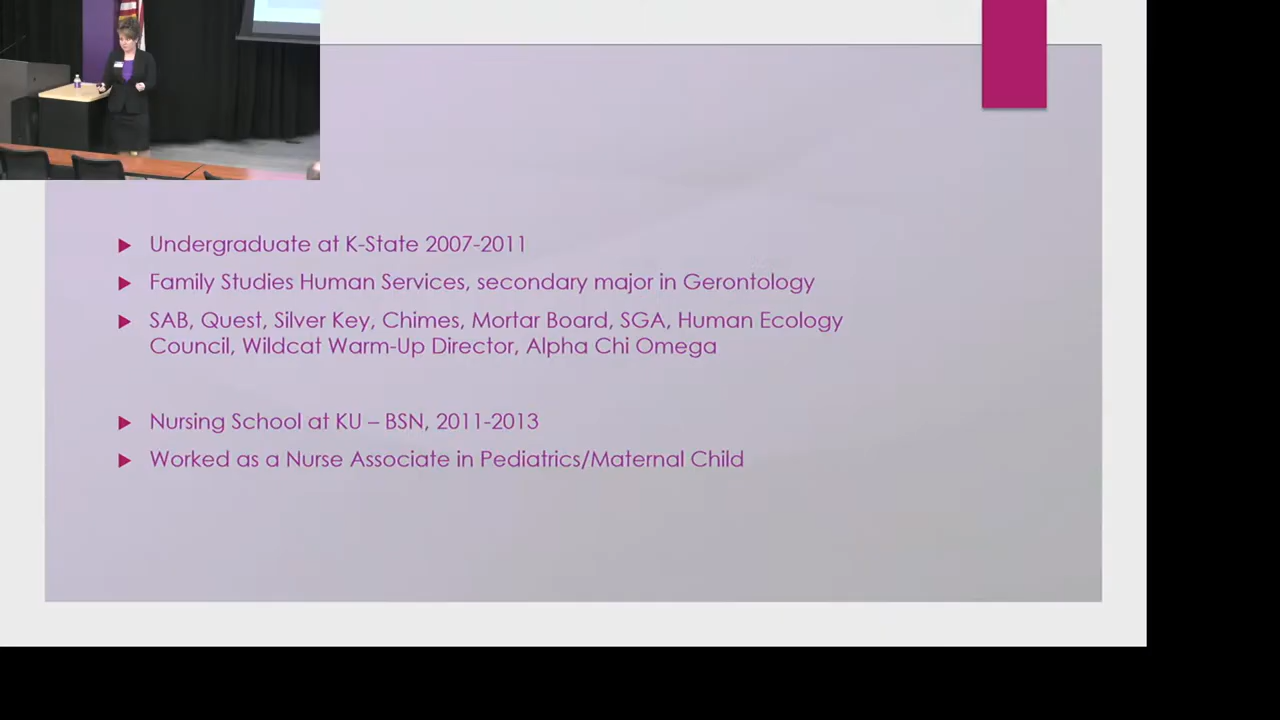 Undergraduate at K-State 2007-2011
Family Studies Human Services, secondary major in Gerontology
SAB, Quest, Silver Key, Chimes, Mortar Board, SGA, Human Ecology
Council, Wildcat Warm-Up Director, Alpha Chi Omega
Nursing School at KU – BSN, 2011-2013
Worked as a Nurse Associate in Pediatrics/Maternal Child